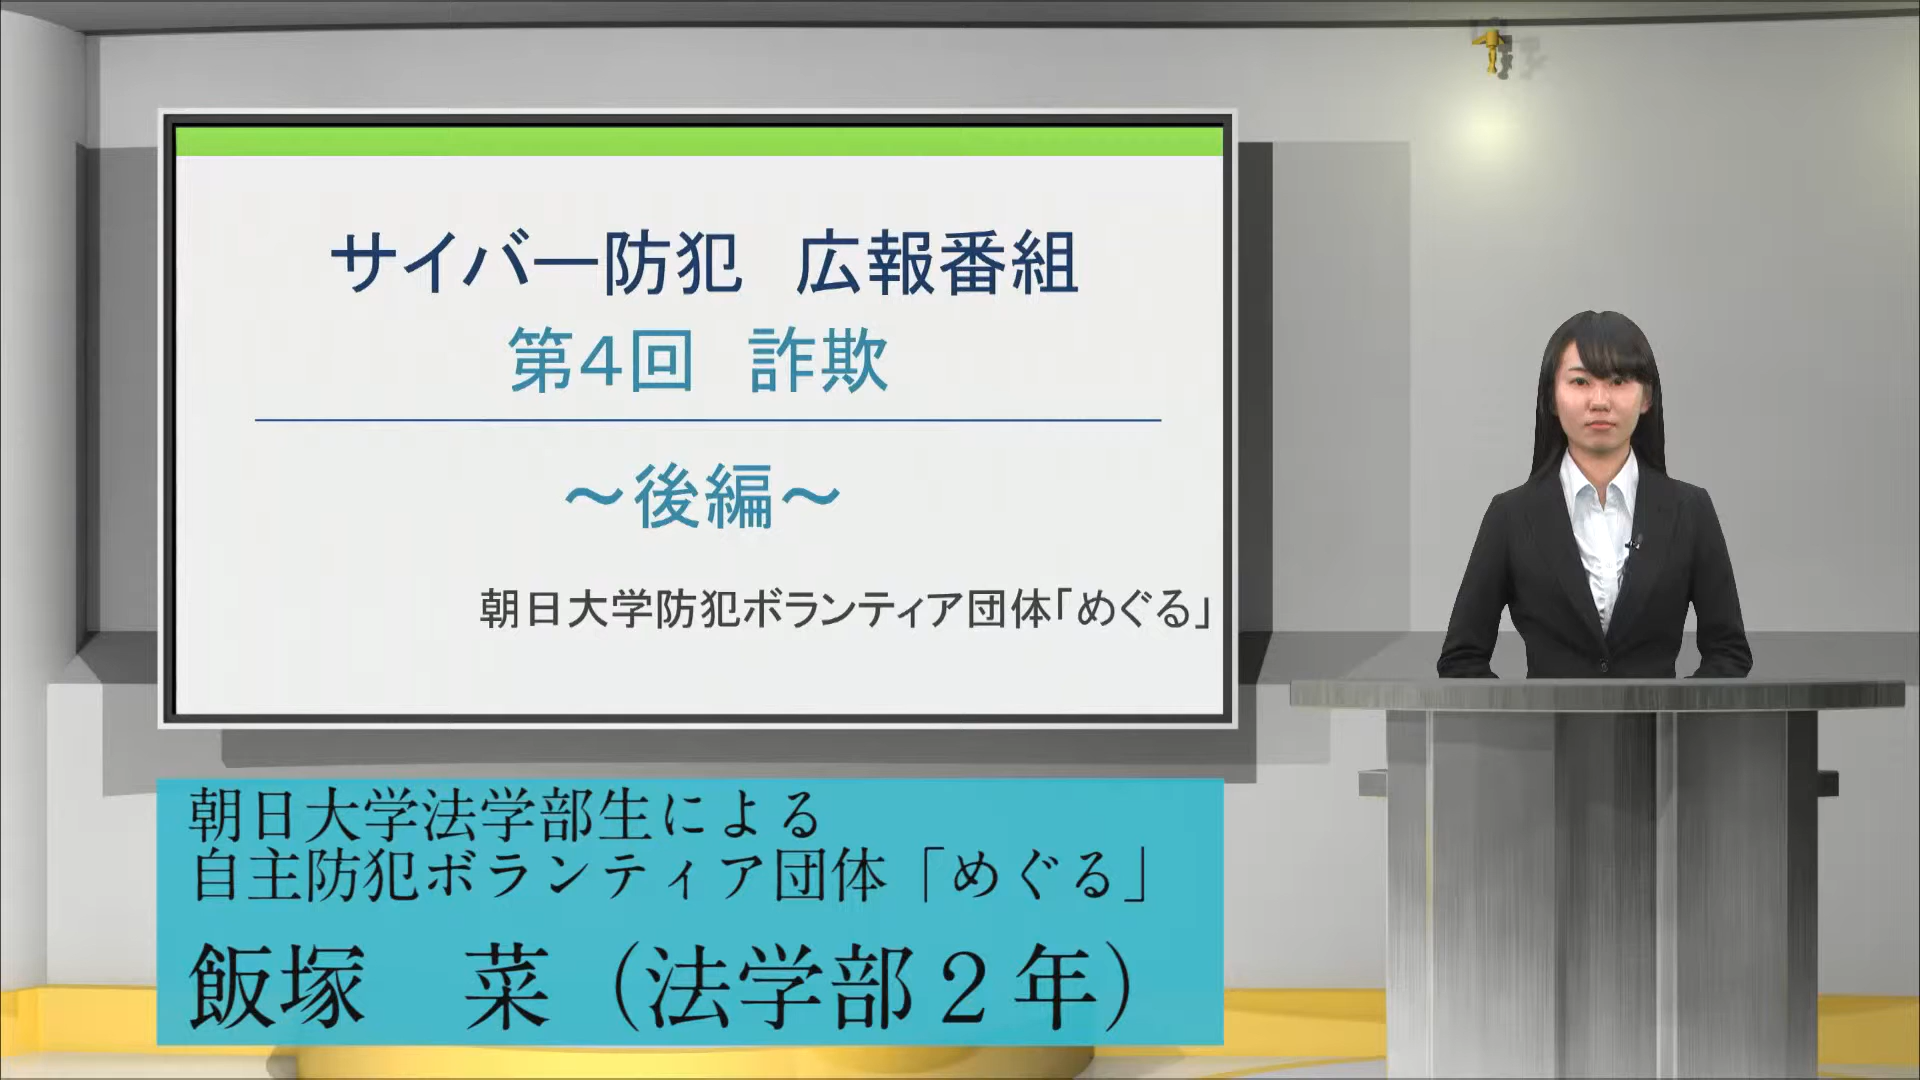 サイバー防犯　広報番組
第4回　詐欺
～後編～
朝日大学防犯ボランティア団体「めぐる」
朝日大学法学部生による
自主防犯ボランティア団体「めぐる」
飯塚　菜（法学部２年）